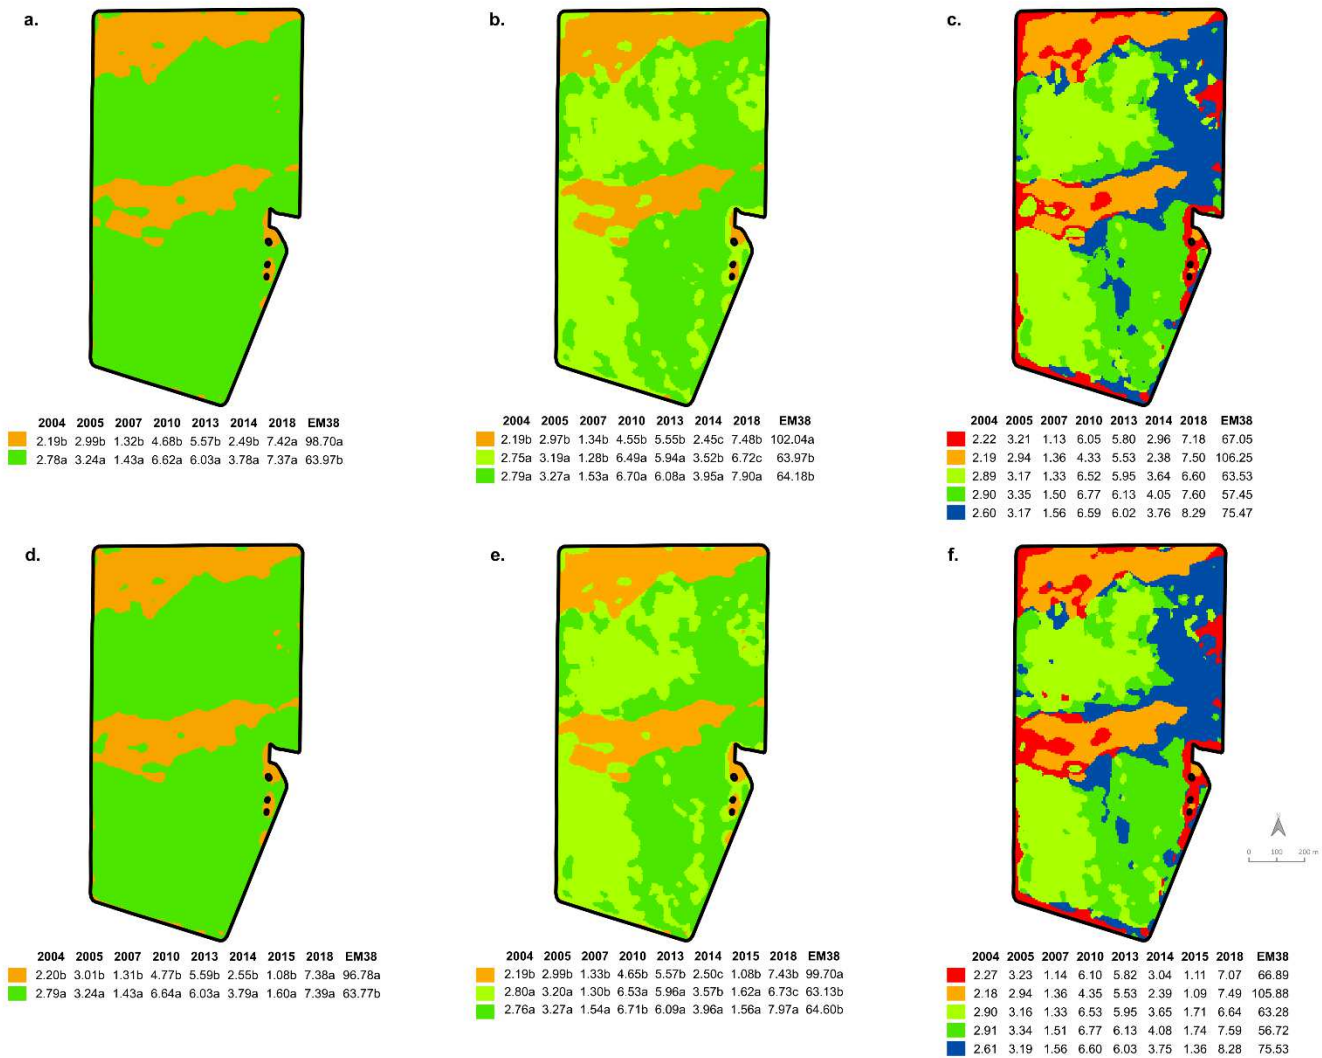 a.
b.
c.
2004 2005 2007 2010 2013 2014 2018 EM38
2.19b 2.99b 1.32b 4.68b 5.57b 2.49b 7.42a 98.70a
2.78a 3.24a 1.43a 6.62a 6.03a 3.78a 7.37a 63.97b
2004 2005 2007 2010 2013 2014 2018 EM38
2.19b 2.97b 1.34b 4.55b 5.55b 2.45c 7.48b 102.04a
2.75a 3.19a 1.28b 6.49a 5.94a 3.52b 6.72c 63.97b
2.79a 3.27a 1.53a 6.70a 6.08a 3.95a 7.90a 64.18b
2004 2005 2007 2010 2013 2014 2018 EM38
2.22 3.21 1.13 6.05 5.80 2.96 7.18 67.05
2.19 2.94 1.36 4.33 5.53 2.38 7.50 106.25
2.89 3.17 1.33 6.52 5.95 3.64 6.60 63.53
2.90 3.35 1.50 6.77 6.13 4.05 7.60 57.45
2.60 3.17 1.56 6.59 6.02 3.76 8.29 75.47
d.
e.
f.
0 100 200 m
2004 2005 2007 2010 2013 2014 2015 2018 EM38
2.20b 3.01b 1.31b 4.77b 5.59b 2.55b 1.08b 7.38a 96.78a
2.79a 3.24a 1.43a 6.64a 6.03a 3.79a 1.60a 7.39a 63.77b
2004 2005 2007 2010 2013 2014 2015 2018 EM38
2.19b 2.99b 1.33b 4.65b 5.57b 2.50c 1.08b 7.43b 99.70a
2.80a 3.20a 1.30b 6.53a 5.96a 3.57b 1.62a 6.73c 63.13b
2.76a 3.27a 1.54a 6.71b 6.09a 3.96a 1.56a 7.97a 64.60b
2004 2005 2007 2010 2013 2014 2015 2018 EM38
2.27 3.23 1.14 6.10 5.82 3.04 1.11 7.07 66.89
2.18 2.94 1.36 4.35 5.53 2.39 1.09 7.49 105.88
2.90 3.16 1.33 6.53 5.95 3.65 1.71 6.64 63.28
2.91 3.34 1.51 6.77 6.13 4.08 1.74 7.59 56.72
2.61 3.19 1.56 6.60 6.03 3.75 1.36 8.28 75.53